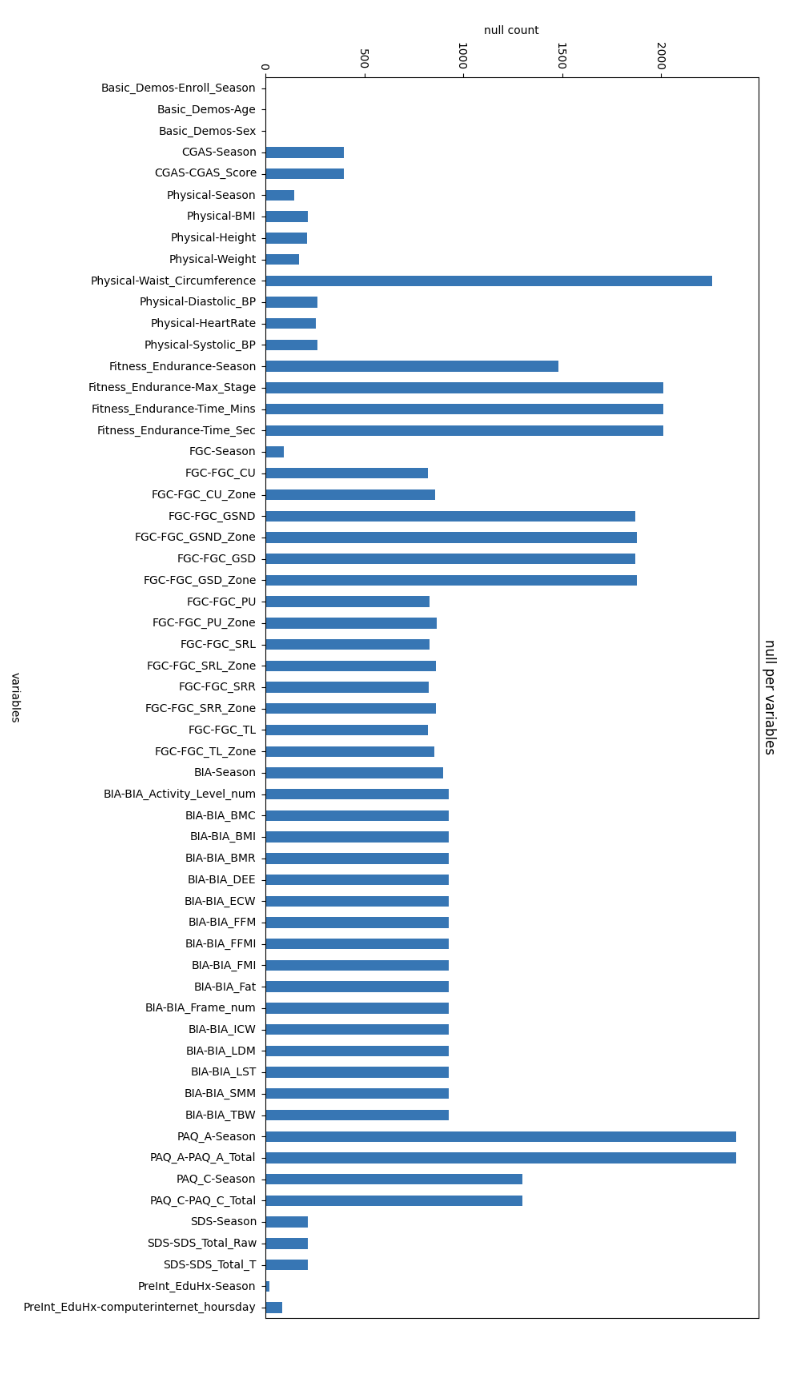 null count
0
500
1000
1500
2000
Basic_Demos-Enroll_Season
Basic_Demos-Age
Basic_Demos-Sex
CGAS-Season
CGAS-CGAS_Score
Physical-Season
Physical-BMI
Physical-Height
Physical-Weight
Physical-Waist_Circumference
Physical-Diastolic_BP
Physical-HeartRate
Physical-Systolic_BP
Fitness_Endurance-Season
Fitness_Endurance-Max_Stage
Fitness_Endurance-Time_Mins
Fitness_Endurance-Time_Sec
FGC-Season
FGC-FGC_CU
FGC-FGC_CU_Zone
FGC-FGC_GSND
FGC-FGC_GSND_Zone
FGC-FGC_GSD
FGC-FGC_GSD_Zone
FGC-FGC_PU
FGC-FGC_PU_Zone
FGC-FGC_SRL
FGC-FGC_SRL_Zone
FGC-FGC_SRR
FGC-FGC_SRR_Zone
FGC-FGC_TL
FGC-FGC_TL_Zone
BIA-Season
BIA-BIA_Activity_Level_num
BIA-BIA_BMC
BIA-BIA_BMI
BIA-BIA_BMR
BIA-BIA_DEE
BIA-BIA_ECW
BIA-BIA_FFM
BIA-BIA_FFMI
BIA-BIA_FMI
BIA-BIA_Fat
BIA-BIA_Frame_num
BIA-BIA_ICW
BIA-BIA_LDM
BIA-BIA_LST
BIA-BIA_SMM
BIA-BIA_TBW
PAQ_A-Season
PAQ_A-PAQ_A_Total
PAQ_C-Season
PAQ_C-PAQ_C_Total
SDS-Season
SDS-SDS_Total_Raw
SDS-SDS_Total_T
PreInt_EduHx-Season
PreInt_EduHx-computerinternet_hoursday
variables
null per variables